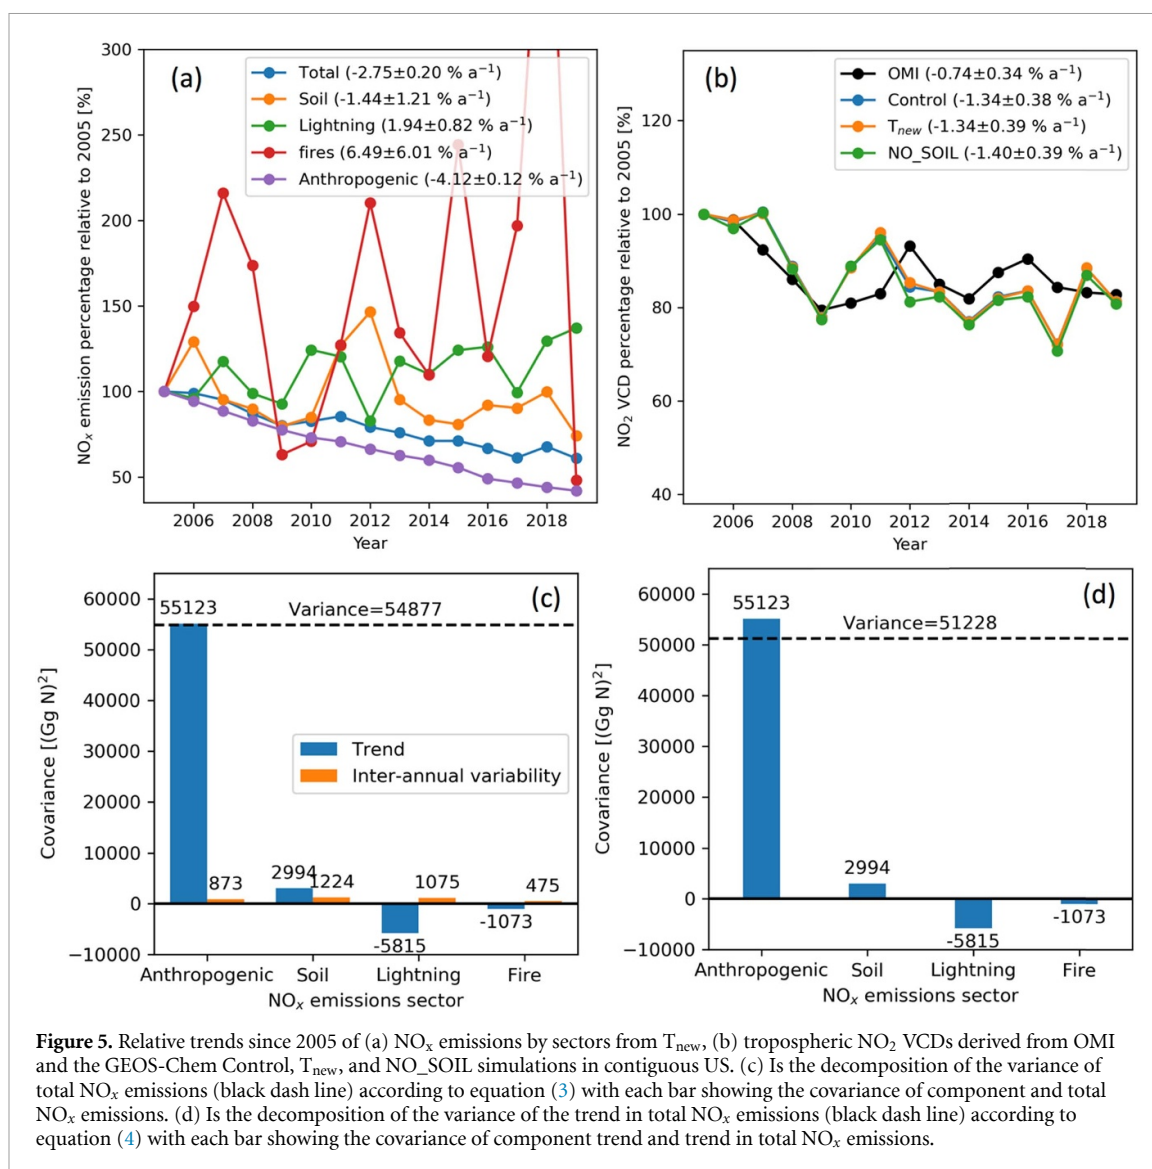 (a)
Total (-2.75±0.20 % a⁻¹)
Soil (-1.44±1.21 % a⁻¹)
Lightning (1.94±0.82 % a⁻¹)
fires (6.49±6.01 % a⁻¹)
Anthropogenic (-4.12±0.12 % a⁻¹)
NOₓ emission percentage relative to 2005 [%]
300
250
200
150
100
50
2006 2008 2010 2012 2014 2016 2018
Year
(b)
OMI (-0.74±0.34 % a⁻¹)
Control (-1.34±0.38 % a⁻¹)
Tₙₑw (-1.34±0.39 % a⁻¹)
NO_SOIL (-1.40±0.39 % a⁻¹)
NO₂ VCD percentage relative to 2005 [%]
120
100
80
60
40
2006 2008 2010 2012 2014 2016 2018
Year
(c)
Variance=54877
Covariance [(Gg N)²]
60000
50000
40000
30000
20000
10000
0
−10000
55123
873
2994
1224
-5815
1075
-1073
475
Trend
Inter-annual variability
Anthropogenic Soil Lightning Fire
NOₓ emissions sector
(d)
Variance=51228
Covariance [(Gg N)²]
60000
50000
40000
30000
20000
10000
0
−10000
55123
2994
-5815
-1073
Anthropogenic Soil Lightning Fire
NOₓ emissions sector
Figure 5. Relative trends since 2005 of (a) NOₓ emissions by sectors from Tₙₑw, (b) tropospheric NO₂ VCDs derived from OMI
and the GEOS-Chem Control, Tₙₑw, and NO_SOIL simulations in contiguous US. (c) Is the decomposition of the variance of
total NOₓ emissions (black dash line) according to equation (3) with each bar showing the covariance of component and total
NOₓ emissions. (d) Is the decomposition of the variance of the trend in total NOₓ emissions (black dash line) according to
equation (4) with each bar showing the covariance of component trend and trend in total NOₓ emissions.